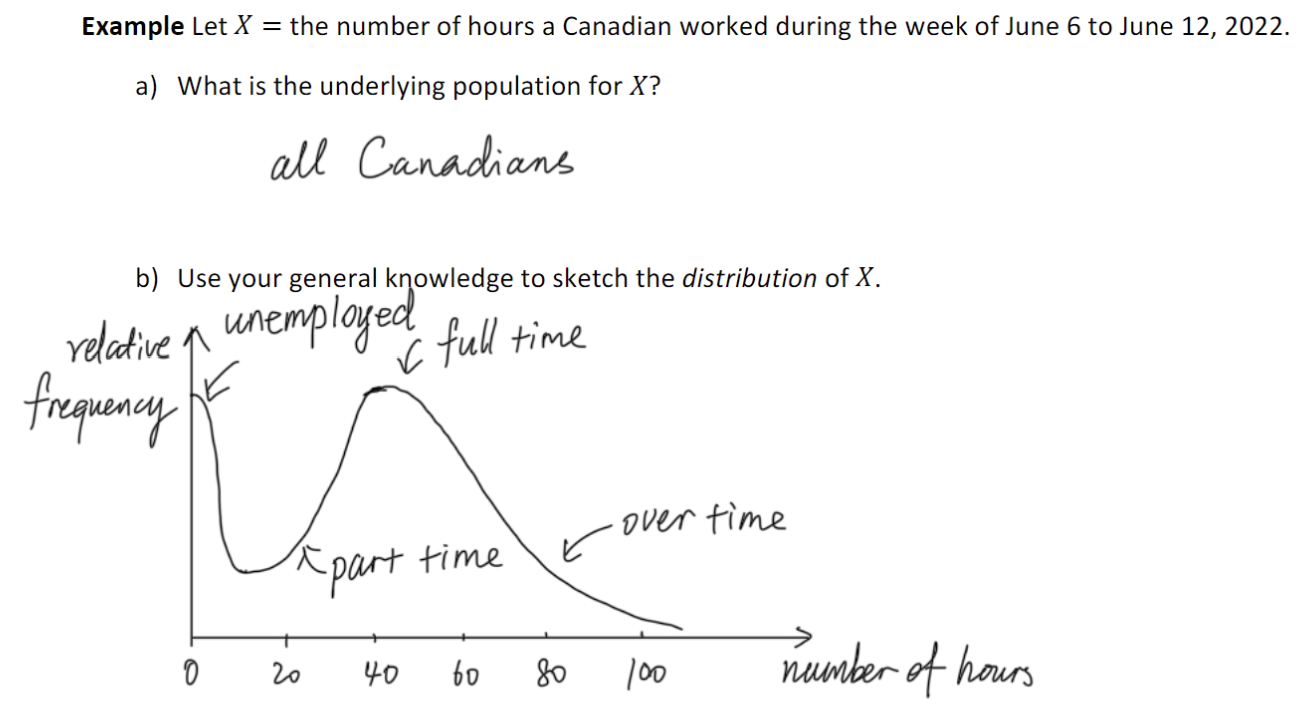 Example Let X = the number of hours a Canadian worked during the week of June 6 to June 12, 2022.
a) What is the underlying population for X?
all Canadians
b) Use your general knowledge to sketch the distribution of X.
relative
frequency
unemployed
full time
over time
part time
0 20 40 60 80 100
number of hours